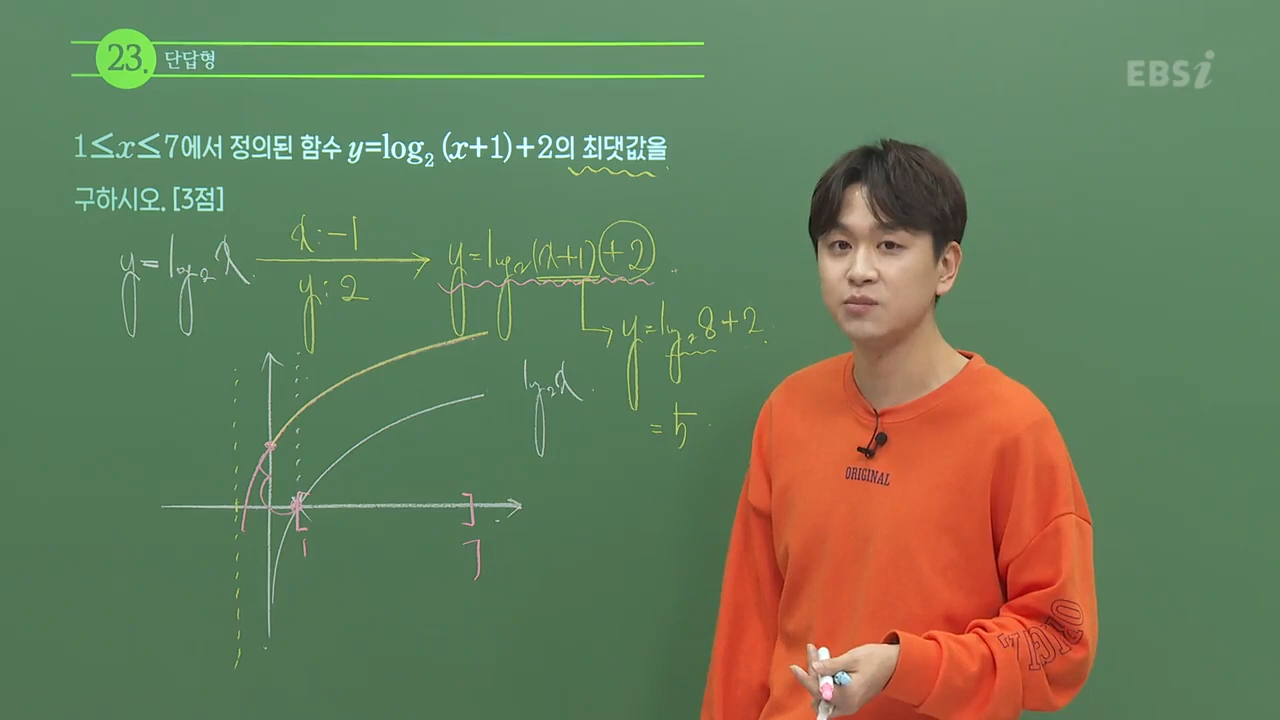 23. 단답형
EBSi
1≤x≤7에서 정의된 함수 y=log₂(x+1)+2의 최댓값을
구하시오. [3점]
y=log₂x
x:-1
y:2
y=log₂(x+1)+2
y=log₂8+2
=5
log₂x
1
7
ORIGINAL